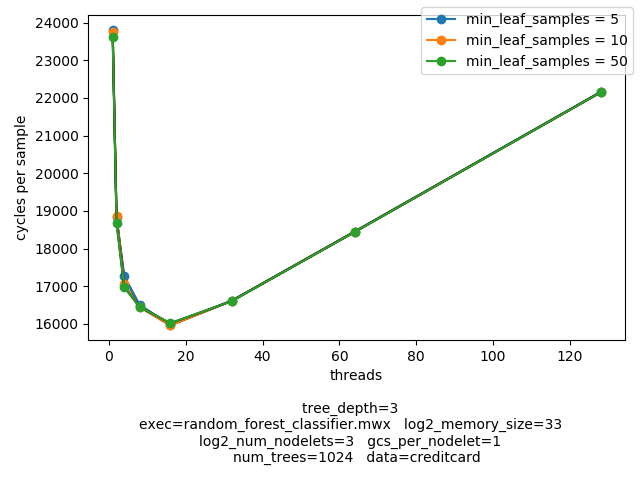 min_leaf_samples = 5
min_leaf_samples = 10
min_leaf_samples = 50
24000
23000
22000
21000
20000
19000
18000
17000
16000
cycles per sample
0 20 40 60 80 100 120
threads
tree_depth=3
exec=random_forest_classifier.mwx log2_memory_size=33
log2_num_nodelets=3 gcs_per_nodelet=1
num_trees=1024 data=creditcard